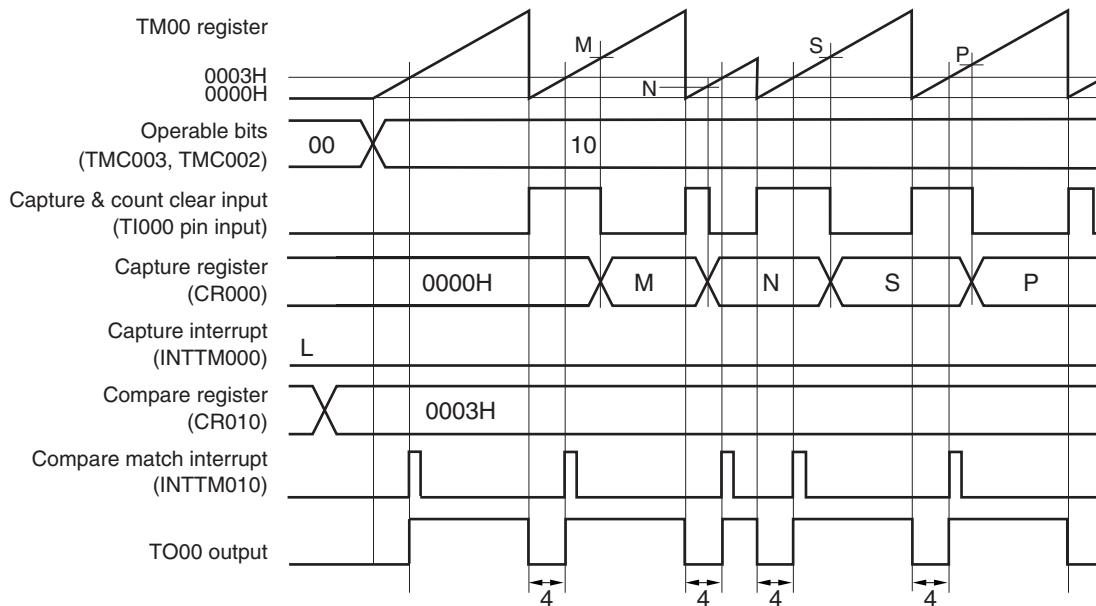 TM00 register
M
S
P
0003H
N
0000H
Operable bits
(TMC003, TMC002)
00
10
Capture & count clear input
(TI000 pin input)
Capture register
(CR000)
0000H
M
N
S
P
Capture interrupt
(INTTM000)
L
Compare register
(CR010)
0003H
Compare match interrupt
(INTTM010)
TO00 output
4
4
4
4